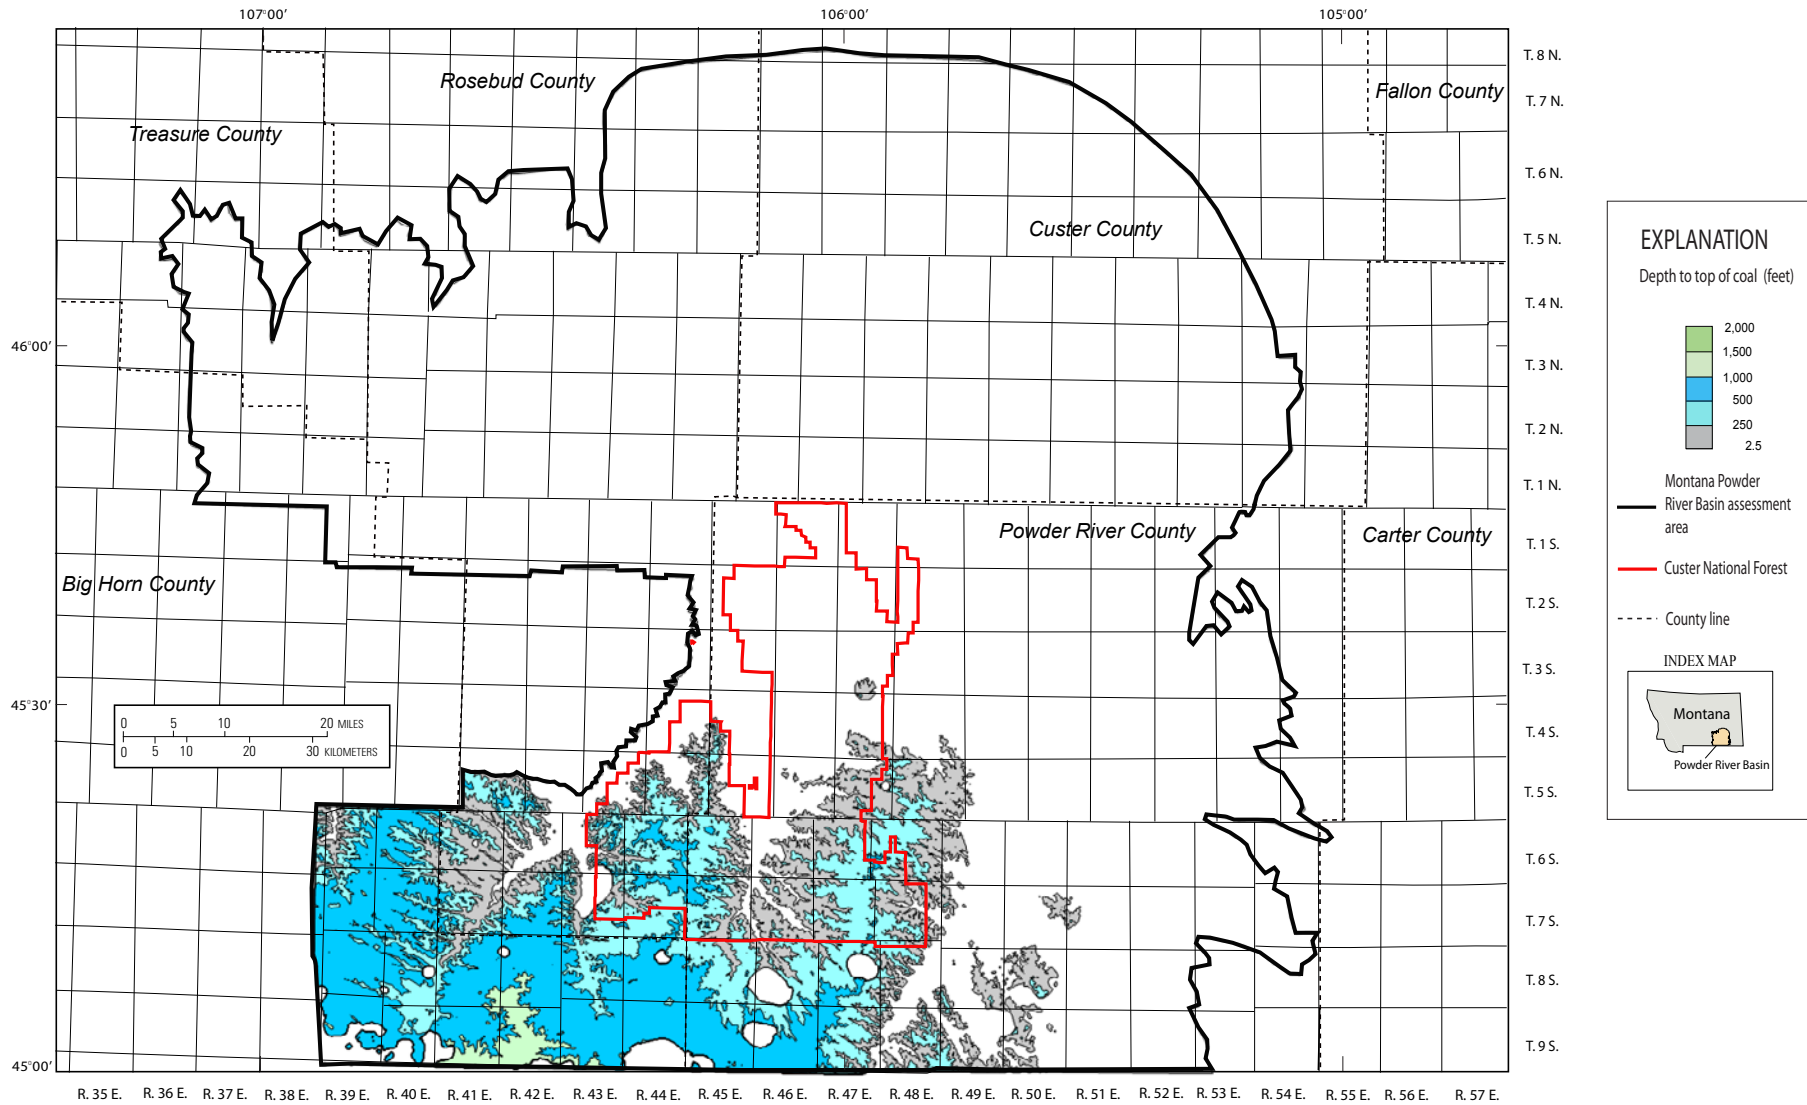 107°00′ 106°00′ 105°00′
Rosebud County
Treasure County
Fallon County
Custer County
Powder River County
Carter County
Big Horn County
46°00′
45°30′
45°00′
T. 8 N.
T. 7 N.
T. 6 N.
T. 5 N.
T. 4 N.
T. 3 N.
T. 2 N.
T. 1 N.
T. 1 S.
T. 2 S.
T. 3 S.
T. 4 S.
T. 5 S.
T. 6 S.
T. 7 S.
T. 8 S.
T. 9 S.
0 5 10 20 MILES
0 5 10 20 30 KILOMETERS
R. 35 E. R. 36 E. R. 37 E. R. 38 E. R. 39 E. R. 40 E. R. 41 E. R. 42 E. R. 43 E. R. 44 E. R. 45 E. R. 46 E. R. 47 E. R. 48 E. R. 49 E. R. 50 E. R. 51 E. R. 52 E. R. 53 E. R. 54 E. R. 55 E. R. 56 E. R. 57 E.
EXPLANATION
Depth to top of coal (feet)
2,000
1,500
1,000
500
250
2.5
Montana Powder
River Basin assessment
area
Custer National Forest
County line
INDEX MAP
Montana
Powder River Basin